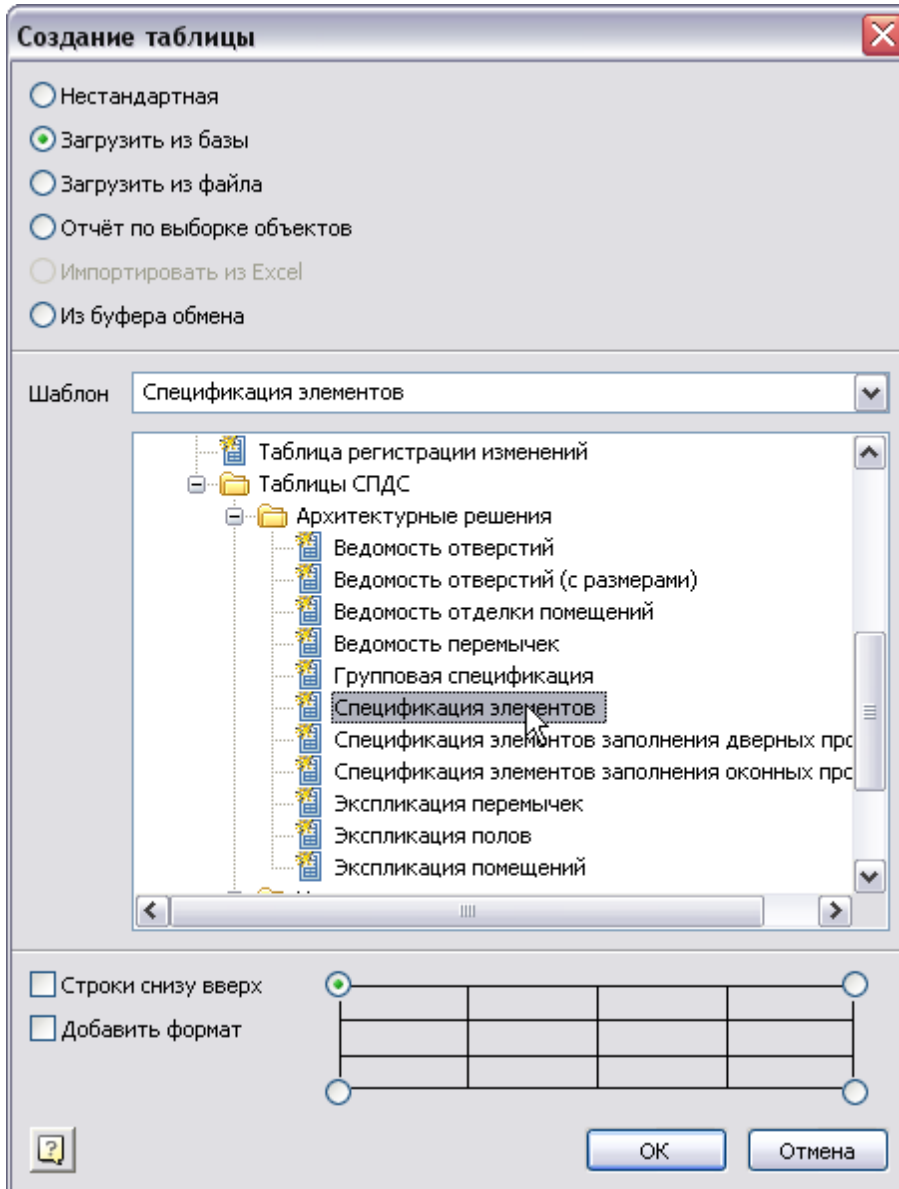 Создание таблицы
Нестандартная
Загрузить из базы
Загрузить из файла
Отчёт по выборке объектов
Импортировать из Excel
Из буфера обмена
Шаблон Спецификация элементов
Таблица регистрации изменений
Таблицы СПДС
Архитектурные решения
Ведомость отверстий
Ведомость отверстий (с размерами)
Ведомость отделки помещений
Ведомость перемычек
Групповая спецификация
Спецификация элементов
Спецификация элементов заполнения дверных про
Спецификация элементов заполнения оконных про
Экспликация перемычек
Экспликация полов
Экспликация помещений
Строки снизу вверх
Добавить формат
ОК Отмена